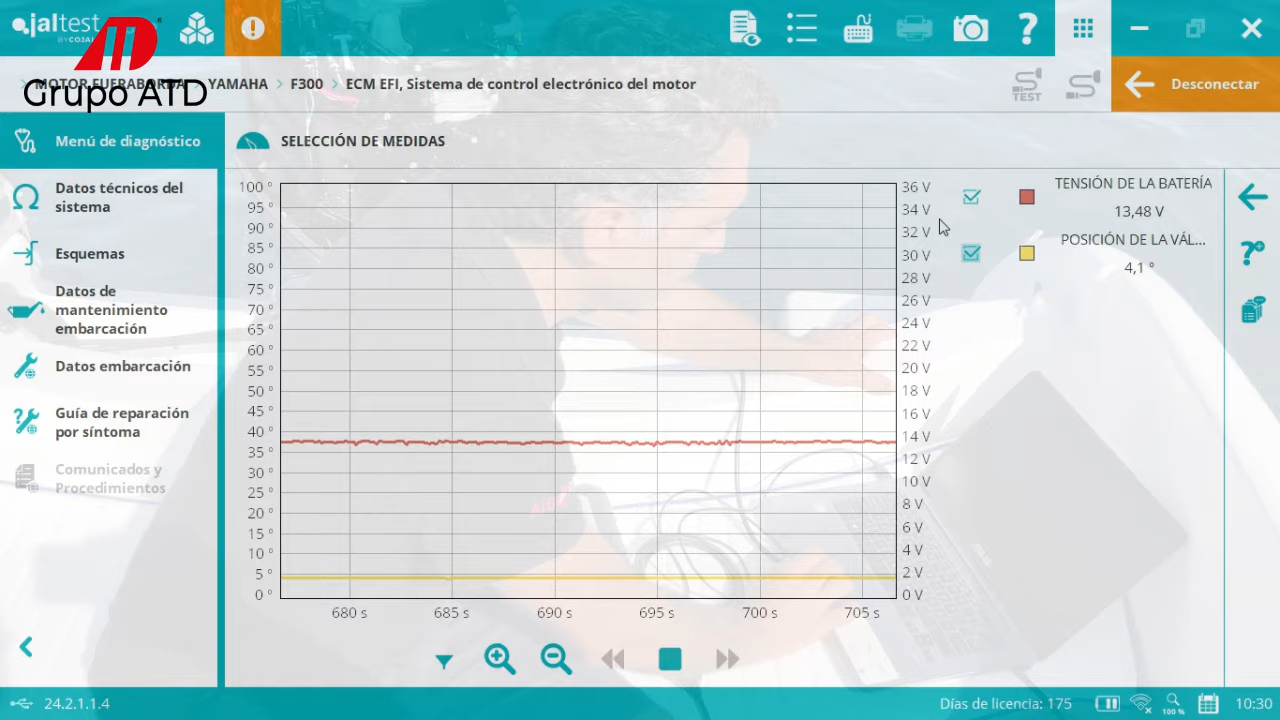 jaltest
BY COJALI
Grupo ATD
MOTOR FUERABORDA > YAMAHA > F300 > ECM EFI, Sistema de control electrónico del motor
TEST
Desconectar
Menú de diagnóstico
Datos técnicos del
sistema
Esquemas
Datos de
mantenimiento
embarcación
Datos embarcación
Guía de reparación
por síntoma
Comunicados y
Procedimientos
SELECCIÓN DE MEDIDAS
100 °
95 °
90 °
85 °
80 °
75 °
70 °
65 °
60 °
55 °
50 °
45 °
40 °
35 °
30 °
25 °
20 °
15 °
10 °
5 °
0 °
36 V
34 V
32 V
30 V
28 V
26 V
24 V
22 V
20 V
18 V
16 V
14 V
12 V
10 V
8 V
6 V
4 V
2 V
0 V
680 s
685 s
690 s
695 s
700 s
705 s
TENSIÓN DE LA BATERÍA
13,48 V
POSICIÓN DE LA VÁL...
4,1 °
24.2.1.1.4
Días de licencia: 175
100 %
10:30